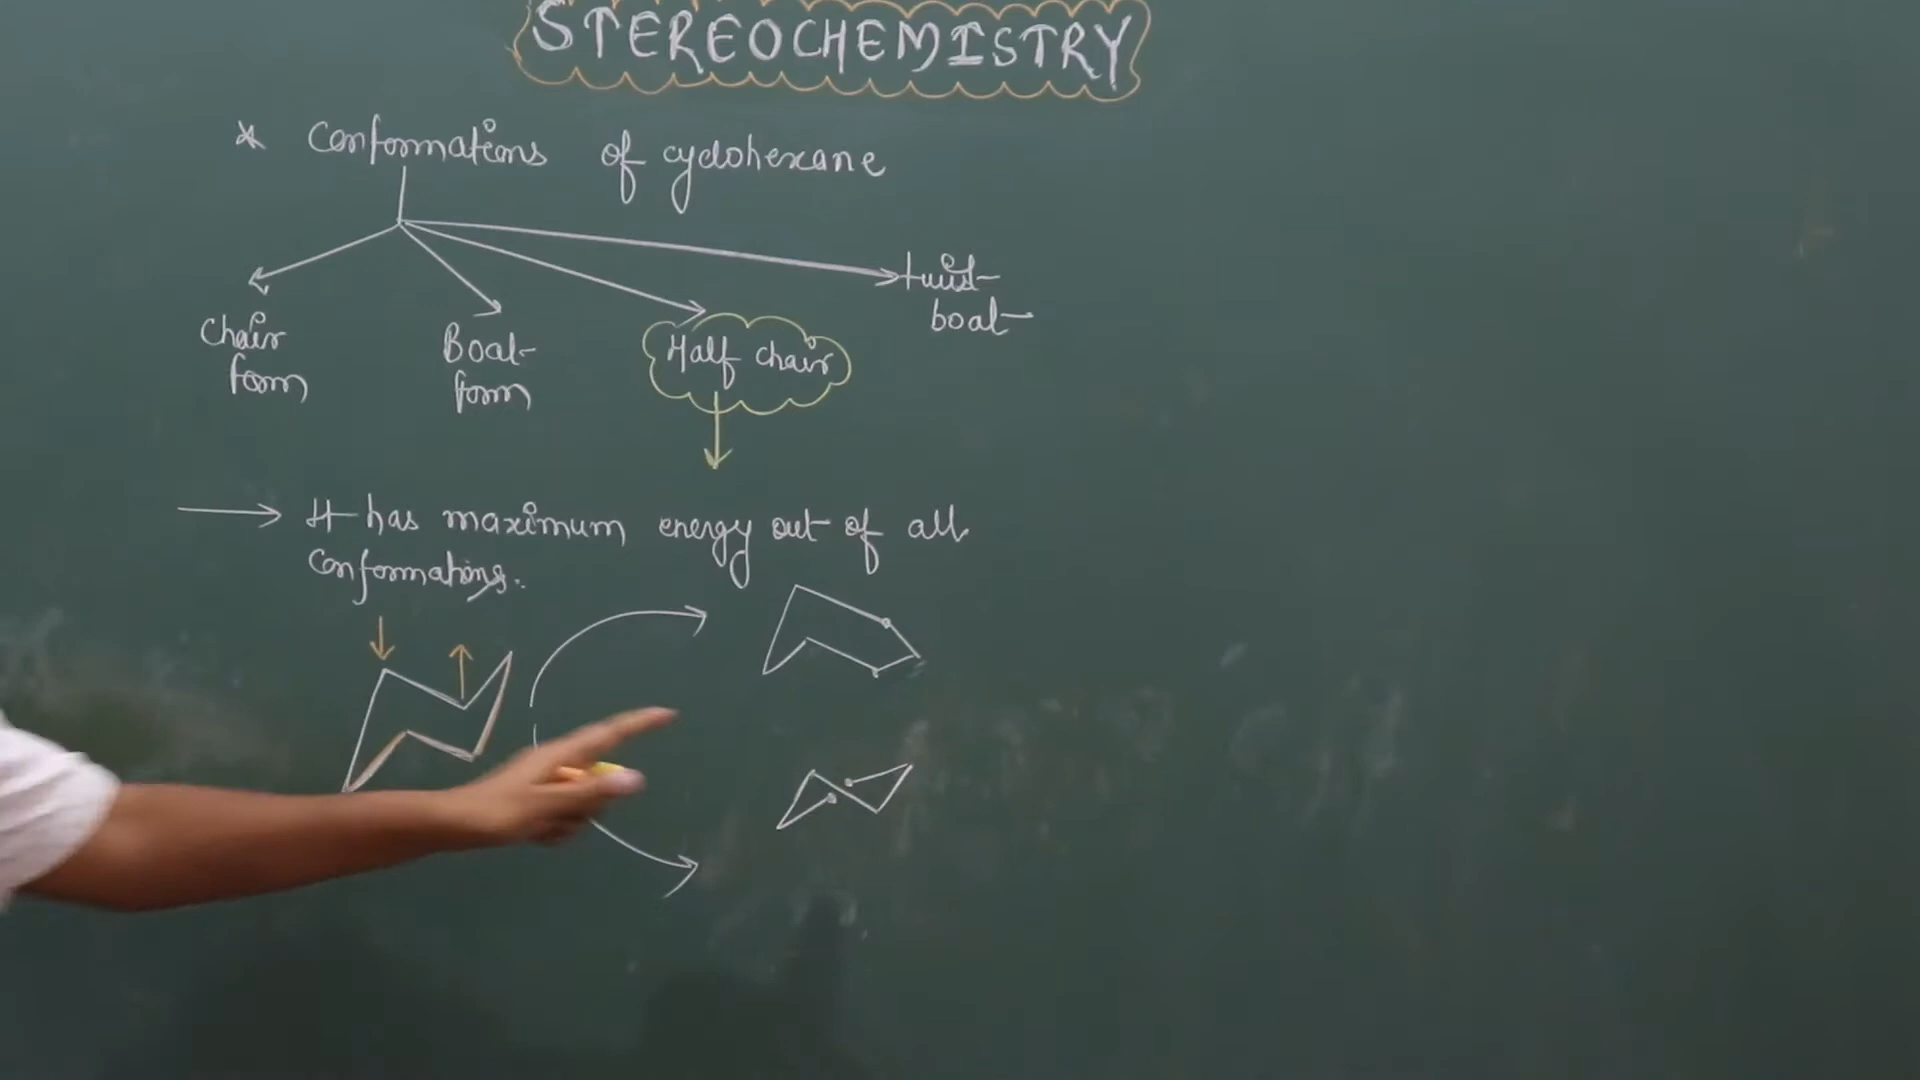 STEREOCHEMISTRY
* Conformations of cyclohexane
Chair form
Boat form
Half chair
twist boat
→ It has maximum energy out of all
conformations.